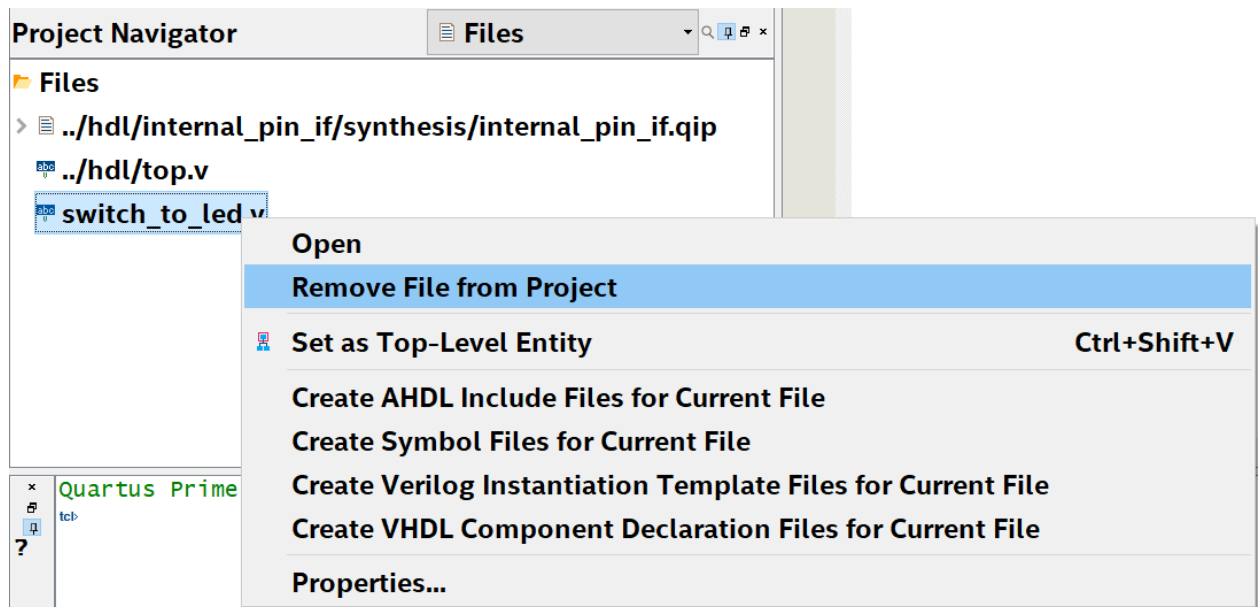 Project Navigator Files
Files
../hdl/internal_pin_if/synthesis/internal_pin_if.qip
abc ../hdl/top.v
abc switch_to_led.v
Open
Remove File from Project
Set as Top-Level Entity Ctrl+Shift+V
Create AHDL Include Files for Current File
Create Symbol Files for Current File
Create Verilog Instantiation Template Files for Current File
Create VHDL Component Declaration Files for Current File
Properties...
Quartus Prime
tcl>
?